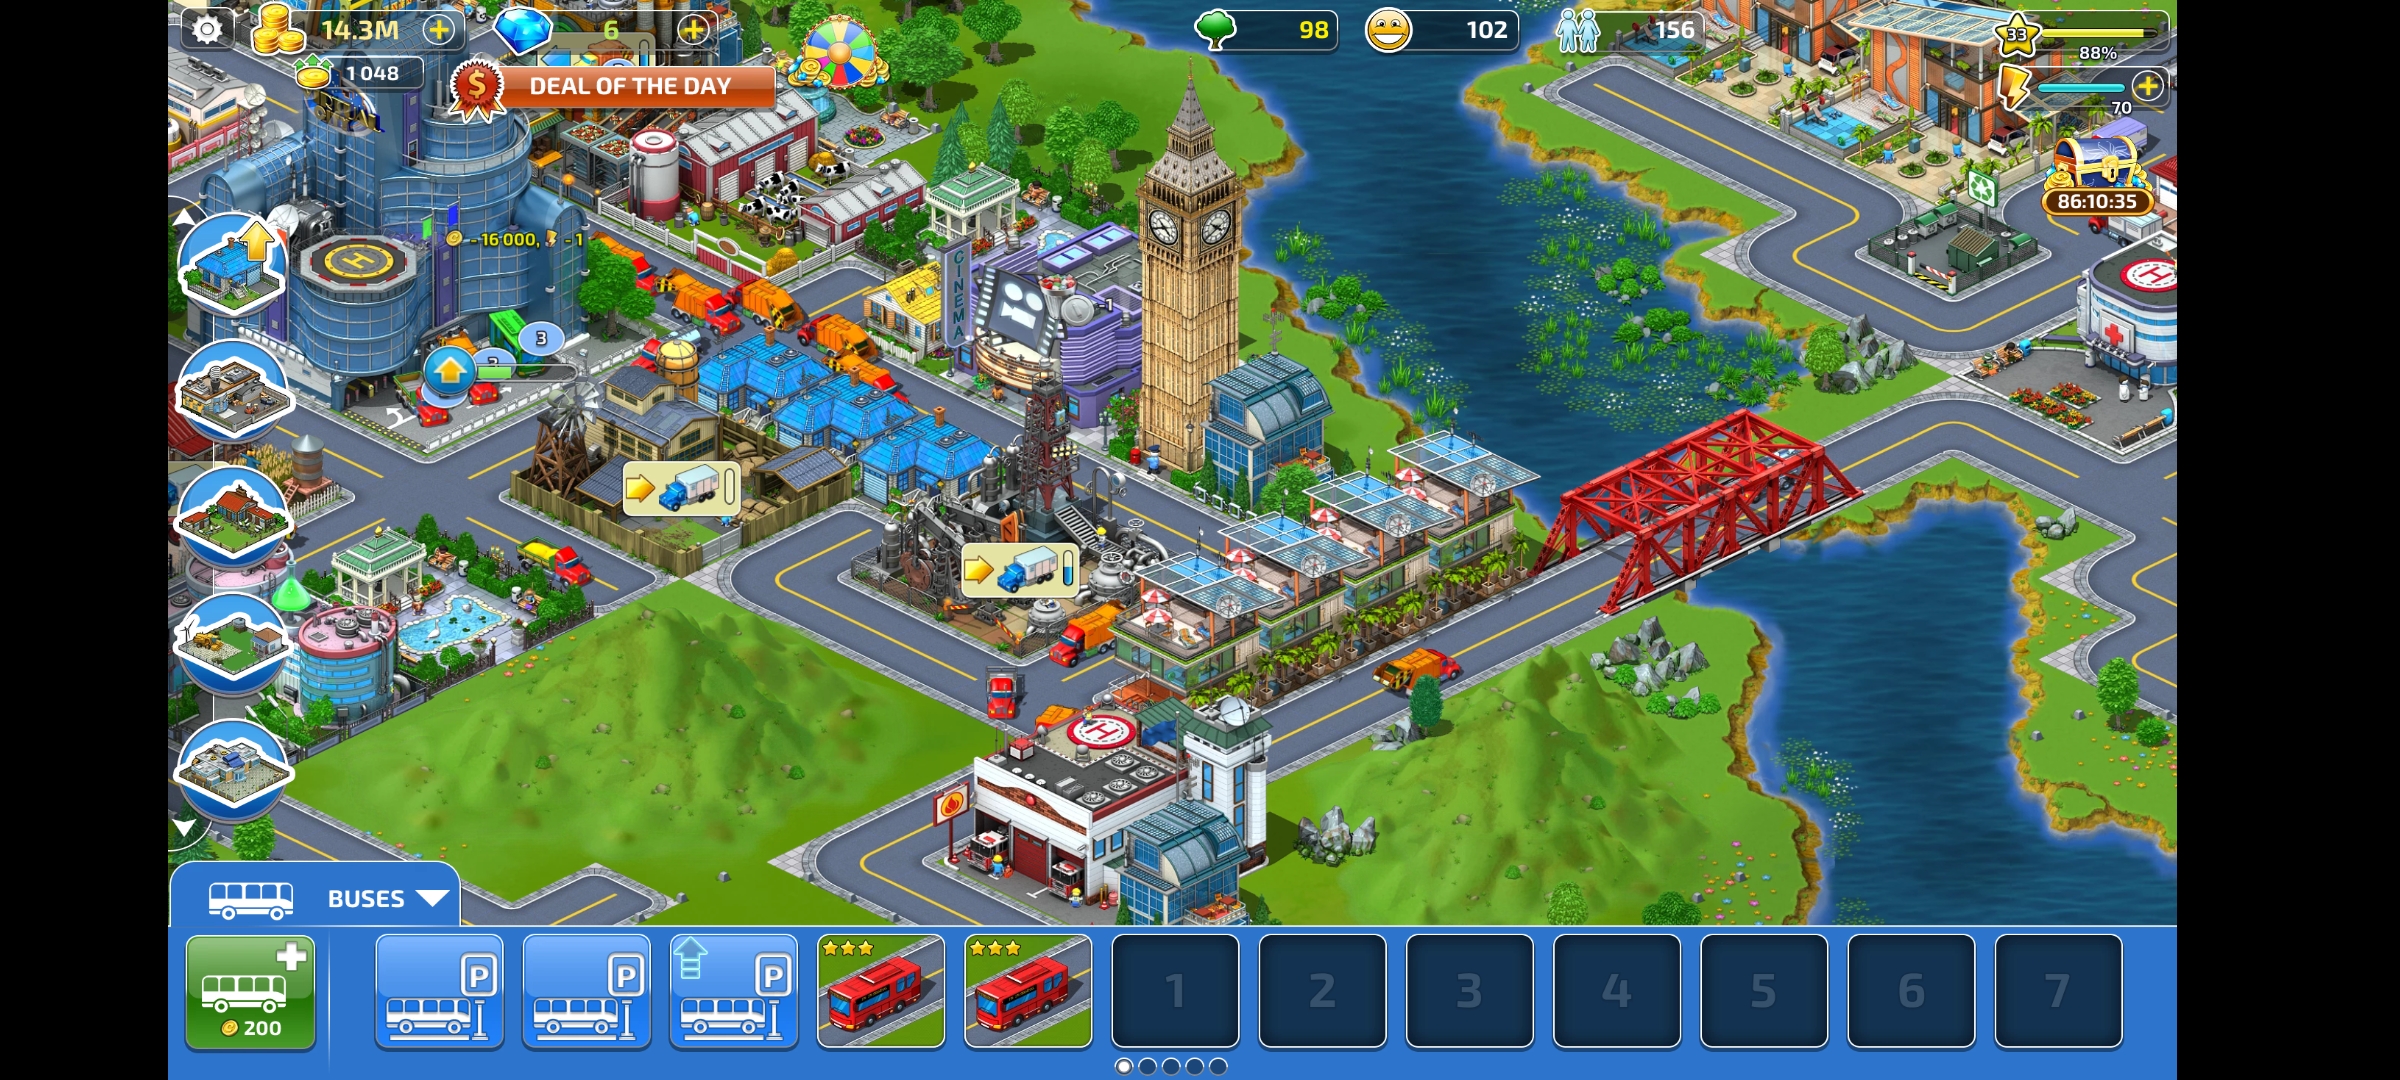 14.3M
6
98
102
156
33
88%
1 048
DEAL OF THE DAY
70
86:10:35
- 16 000, - 1
CINEMA
- 1
3
H
BUSES
200
P
P
P
1
2
3
4
5
6
7